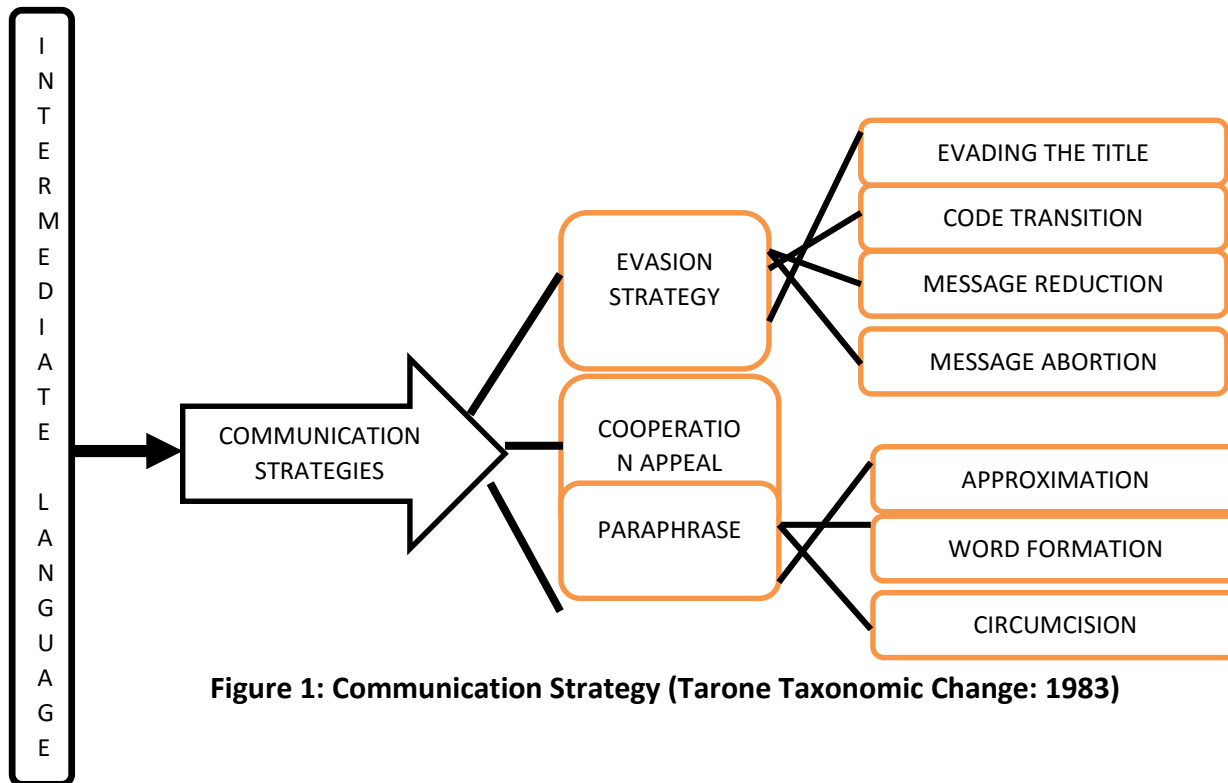 INTERMEDIATE LANGUAGE
COMMUNICATION
STRATEGIES
EVASION
STRATEGY
COOPERATIO
N APPEAL
PARAPHRASE
EVADING THE TITLE
CODE TRANSITION
MESSAGE REDUCTION
MESSAGE ABORTION
APPROXIMATION
WORD FORMATION
CIRCUMCISION
Figure 1: Communication Strategy (Tarone Taxonomic Change: 1983)